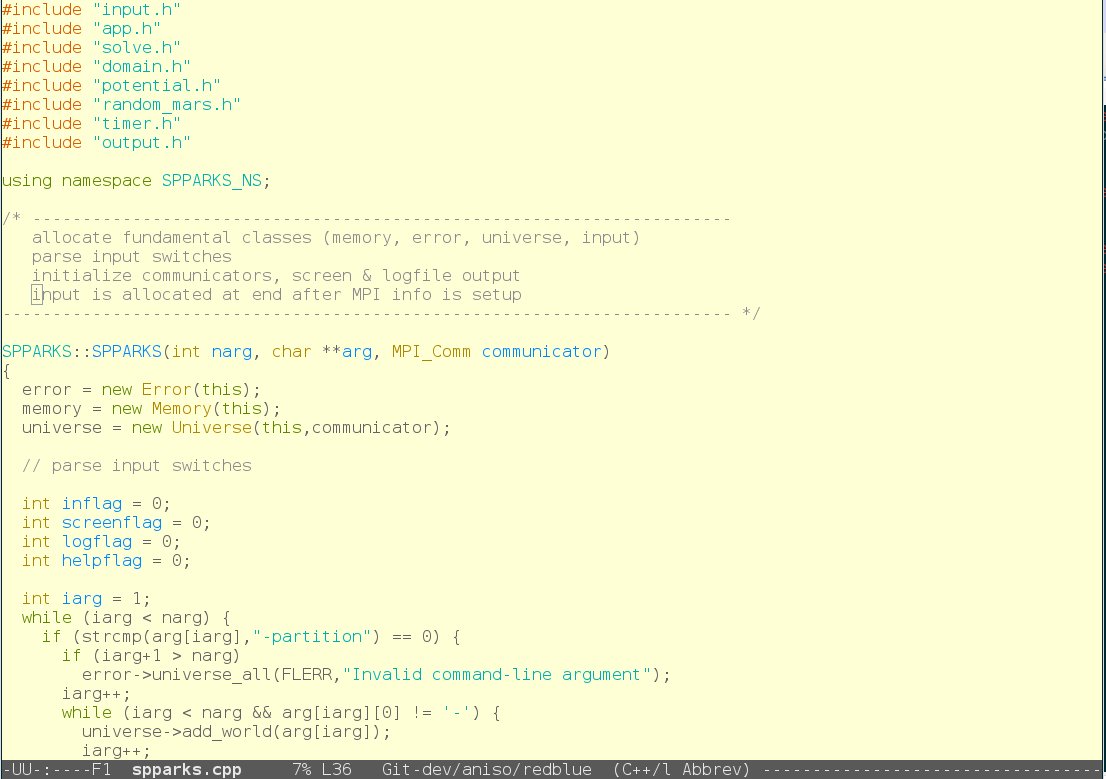 #include "input.h"
#include "app.h"
#include "solve.h"
#include "domain.h"
#include "potential.h"
#include "random_mars.h"
#include "timer.h"
#include "output.h"

using namespace SPPARKS_NS;

/* ----------------------------------------------------------------------
   allocate fundamental classes (memory, error, universe, input)
   parse input switches
   initialize communicators, screen & logfile output
   input is allocated at end after MPI info is setup
------------------------------------------------------------------------- */

SPPARKS::SPPARKS(int narg, char **arg, MPI_Comm communicator)
{
  error = new Error(this);
  memory = new Memory(this);
  universe = new Universe(this,communicator);

  // parse input switches

  int inflag = 0;
  int screenflag = 0;
  int logflag = 0;
  int helpflag = 0;

  int iarg = 1;
  while (iarg < narg) {
    if (strcmp(arg[iarg],"-partition") == 0) {
      if (iarg+1 > narg)
        error->universe_all(FLERR,"Invalid command-line argument");
      iarg++;
      while (iarg < narg && arg[iarg][0] != '-') {
        universe->add_world(arg[iarg]);
        iarg++;
-UU-:----F1  spparks.cpp     7% L36   Git-dev/aniso/redblue  (C++/l Abbrev) ----------------------------------